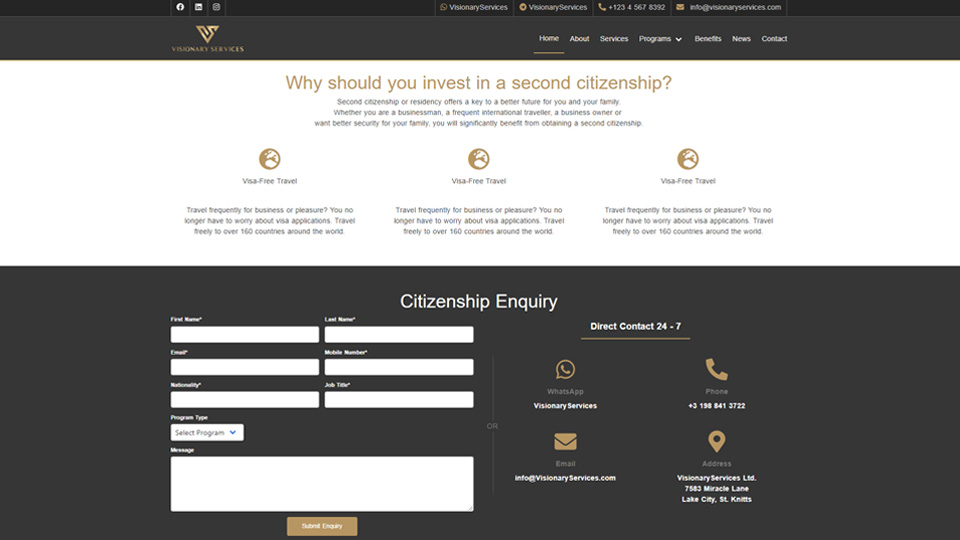 VisionaryServices
VisionaryServices
+123 4 567 8392
info@visionaryservices.com
VISIONARY SERVICES
Home
About
Services
Programs
Benefits
News
Contact
Why should you invest in a second citizenship?
Second citizenship or residency offers a key to a better future for you and your family.
Whether you are a businessman, a frequent international traveller, a business owner or
want better security for your family, you will significantly benefit from obtaining a second citizenship.
Visa-Free Travel
Travel frequently for business or pleasure? You no
longer have to worry about visa applications. Travel
freely to over 160 countries around the world.
Visa-Free Travel
Travel frequently for business or pleasure? You no
longer have to worry about visa applications. Travel
freely to over 160 countries around the world.
Visa-Free Travel
Travel frequently for business or pleasure? You no
longer have to worry about visa applications. Travel
freely to over 160 countries around the world.
Citizenship Enquiry
First Name*
Last Name*
Email*
Mobile Number*
Nationality*
Job Title*
Program Type
Select Program
Message
Submit Enquiry
OR
Direct Contact 24 - 7
WhatsApp
VisionaryServices
Phone
+3 198 841 3722
Email
info@VisionaryServices.com
Address
VisionaryServices Ltd.
7583 Miracle Lane
Lake City, St. Knitts